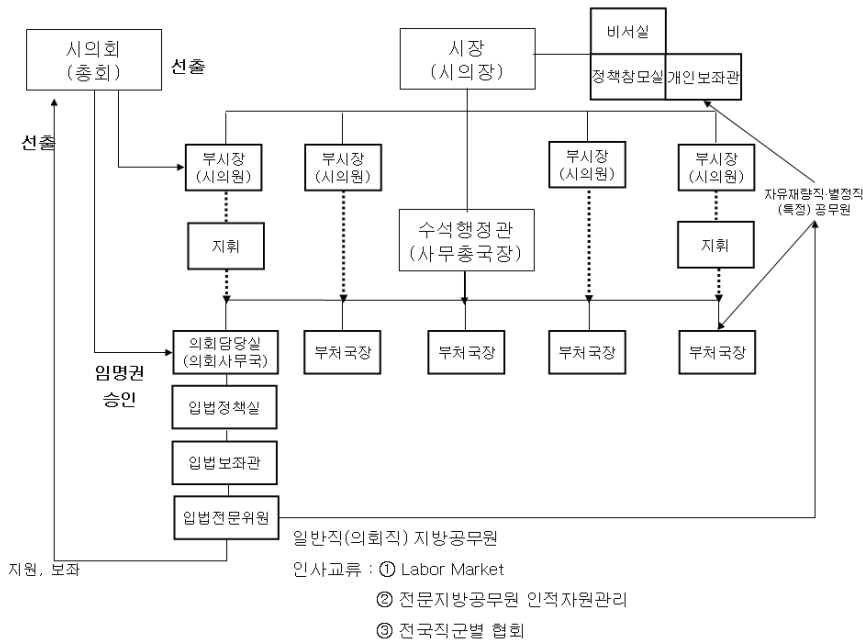 시의회
(총회)
선출
시장
(시의장)
비서실
정책참모실
개인보좌관
선출
부시장
(시의원)
부시장
(시의원)
부시장
(시의원)
부시장
(시의원)
자유재량직·별정직
(특정) 공무원
지휘
수석행정관
(사무총국장)
지휘
의회담당실
(의회사무국)
부처국장
부처국장
부처국장
부처국장
임명권
승인
입법정책실
입법보좌관
입법전문위원
일반직(의회직) 지방공무원
지원, 보좌
인사교류 : ① Labor Market
② 전문지방공무원 인적자원관리
③ 전국직군별 협회